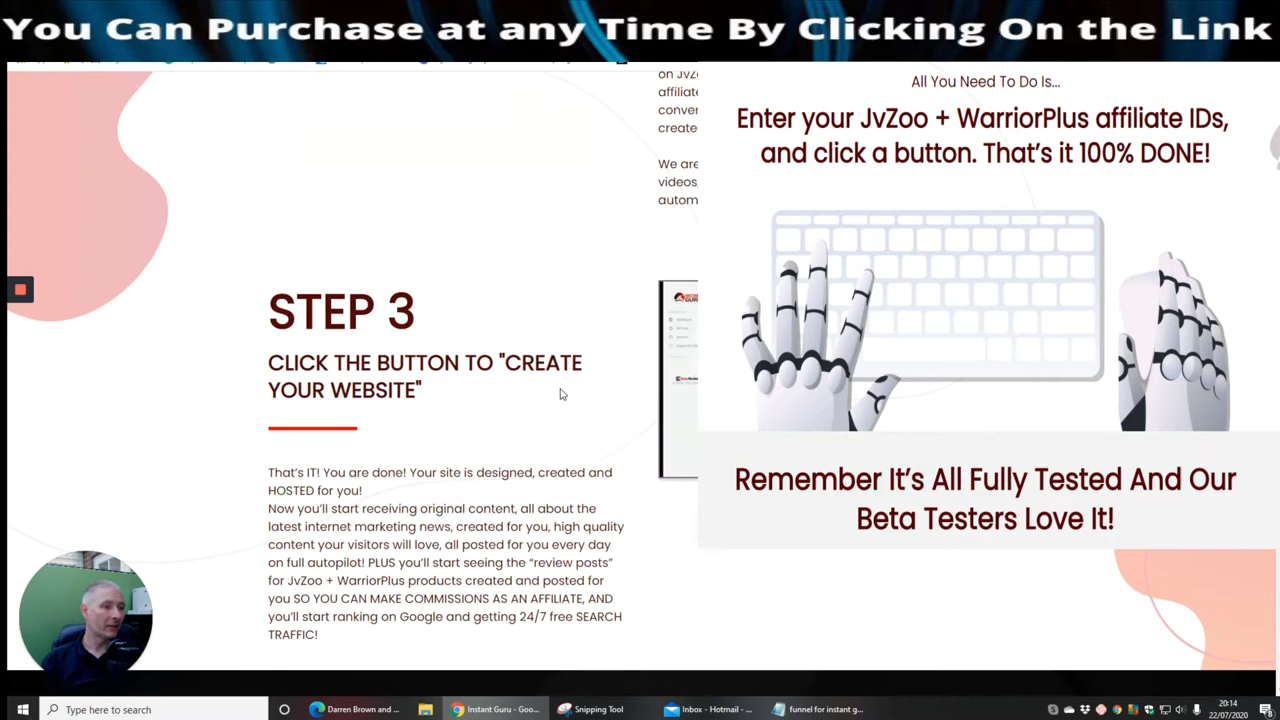 You Can Purchase at any Time By Clicking On the Link
on JvZo
affiliate
conver
create
We are
videos,
autom
All You Need To Do Is...
Enter your JvZoo + WarriorPlus affiliate IDs,
and click a button. That's it 100% DONE!
STEP 3
CLICK THE BUTTON TO "CREATE
YOUR WEBSITE"
That's IT! You are done! Your site is designed, created and
HOSTED for you!
Now you'll start receiving original content, all about the
latest internet marketing news, created for you, high quality
content your visitors will love, all posted for you every day
on full autopilot! PLUS you'll start seeing the "review posts"
for JvZoo + WarriorPlus products created and posted for
you SO YOU CAN MAKE COMMISSIONS AS AN AFFILIATE, AND
you'll start ranking on Google and getting 24/7 free SEARCH
TRAFFIC!
Remember It's All Fully Tested And Our
Beta Testers Love It!
Type here to search
Darren Brown and ...
Instant Guru - Goo...
Snipping Tool
Inbox - Hotmail - ...
funnel for instant g...
20:14
22/07/2020